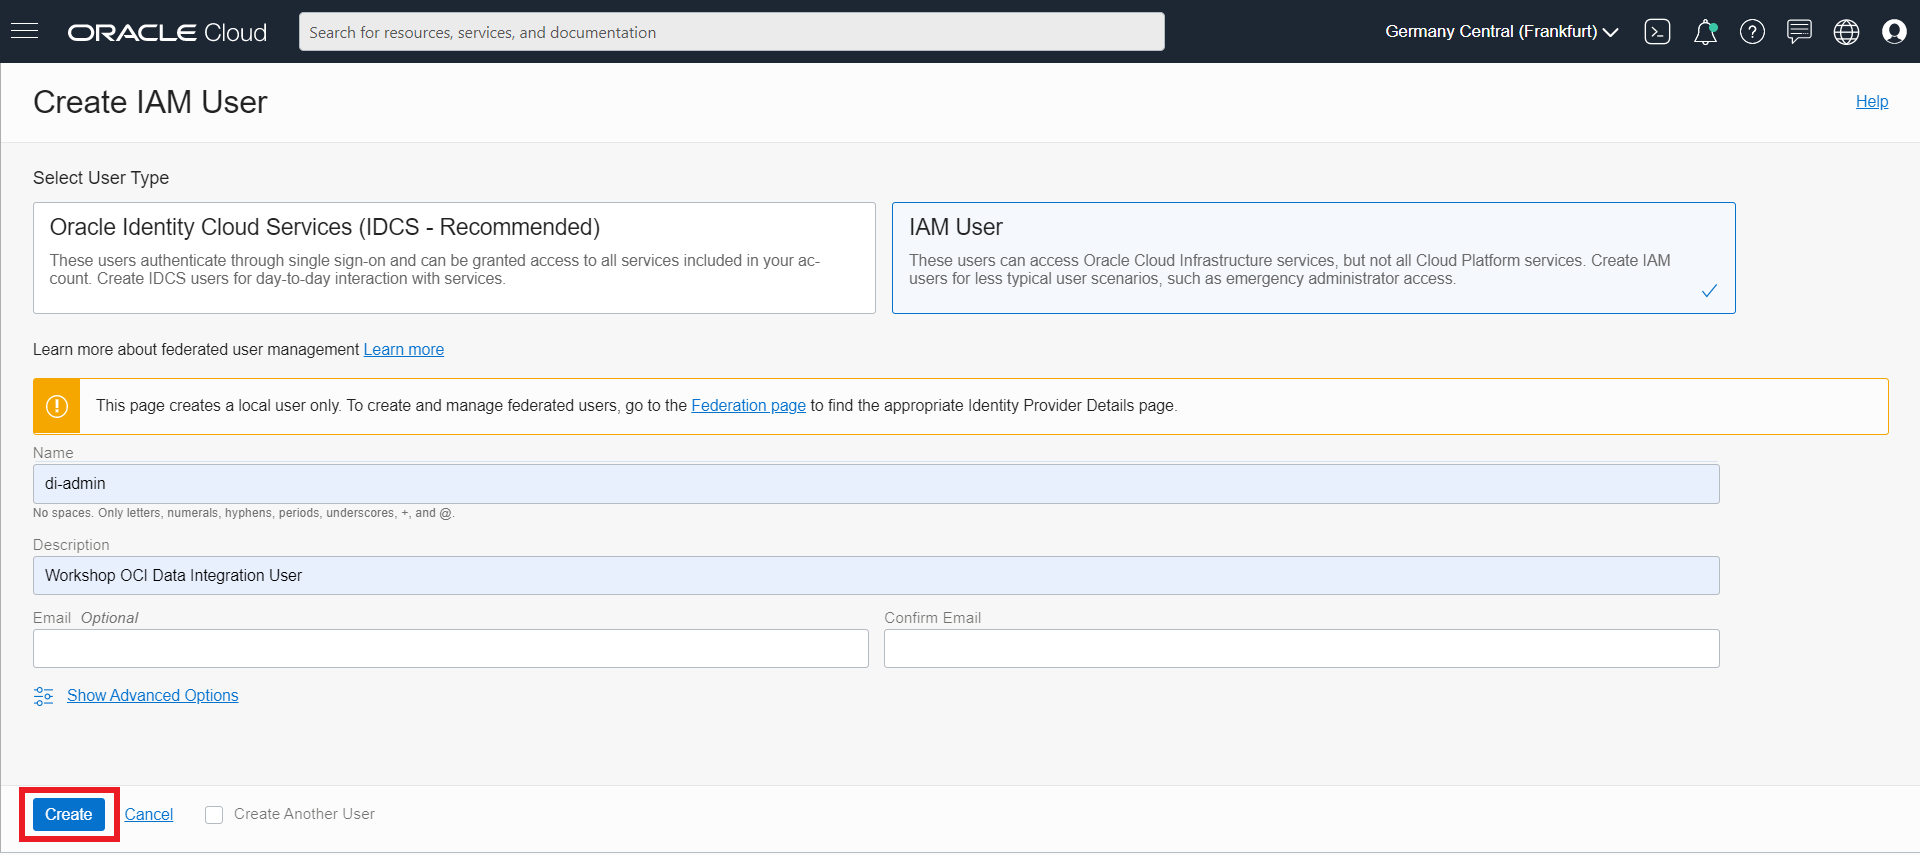 ORACLE Cloud
Search for resources, services, and documentation
Germany Central (Frankfurt)
Create IAM User
Help
Select User Type
Oracle Identity Cloud Services (IDCS - Recommended)
These users authenticate through single sign-on and can be granted access to all services included in your ac-
count. Create IDCS users for day-to-day interaction with services.
IAM User
These users can access Oracle Cloud Infrastructure services, but not all Cloud Platform services. Create IAM
users for less typical user scenarios, such as emergency administrator access.
Learn more about federated user management Learn more
This page creates a local user only. To create and manage federated users, go to the Federation page to find the appropriate Identity Provider Details page.
Name
di-admin
No spaces. Only letters, numerals, hyphens, periods, underscores, +, and @.
Description
Workshop OCI Data Integration User
Email Optional
Confirm Email
Show Advanced Options
Create
Cancel
Create Another User